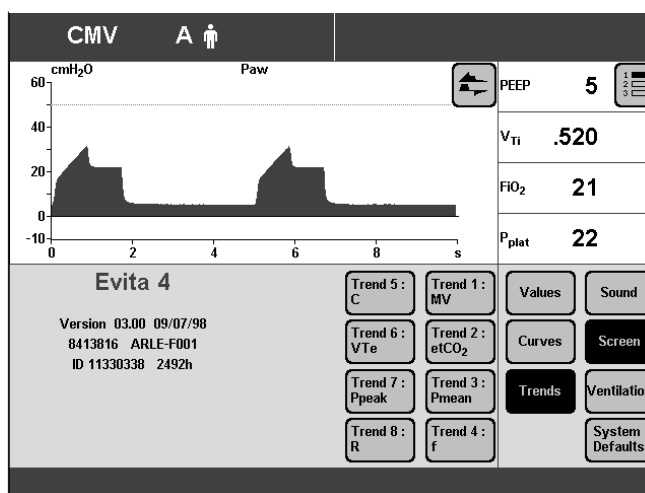 CMV A
cmH2O Paw
60
40
20
0
-10
0 2 4 6 8 s
PEEP 5
1
2
3
VTi .520
FiO2 21
Pplat 22
Evita 4
Version 03.00 09/07/98
8413816 ARLE-F001
ID 11330338 2492h
Trend 5 :
C
Trend 1 :
MV
Trend 6 :
VTe
Trend 2 :
etCO2
Trend 7 :
Ppeak
Trend 3 :
Pmean
Trend 8 :
R
Trend 4 :
f
Values
Sound
Curves
Screen
Trends
Ventilatio
System
Defaults